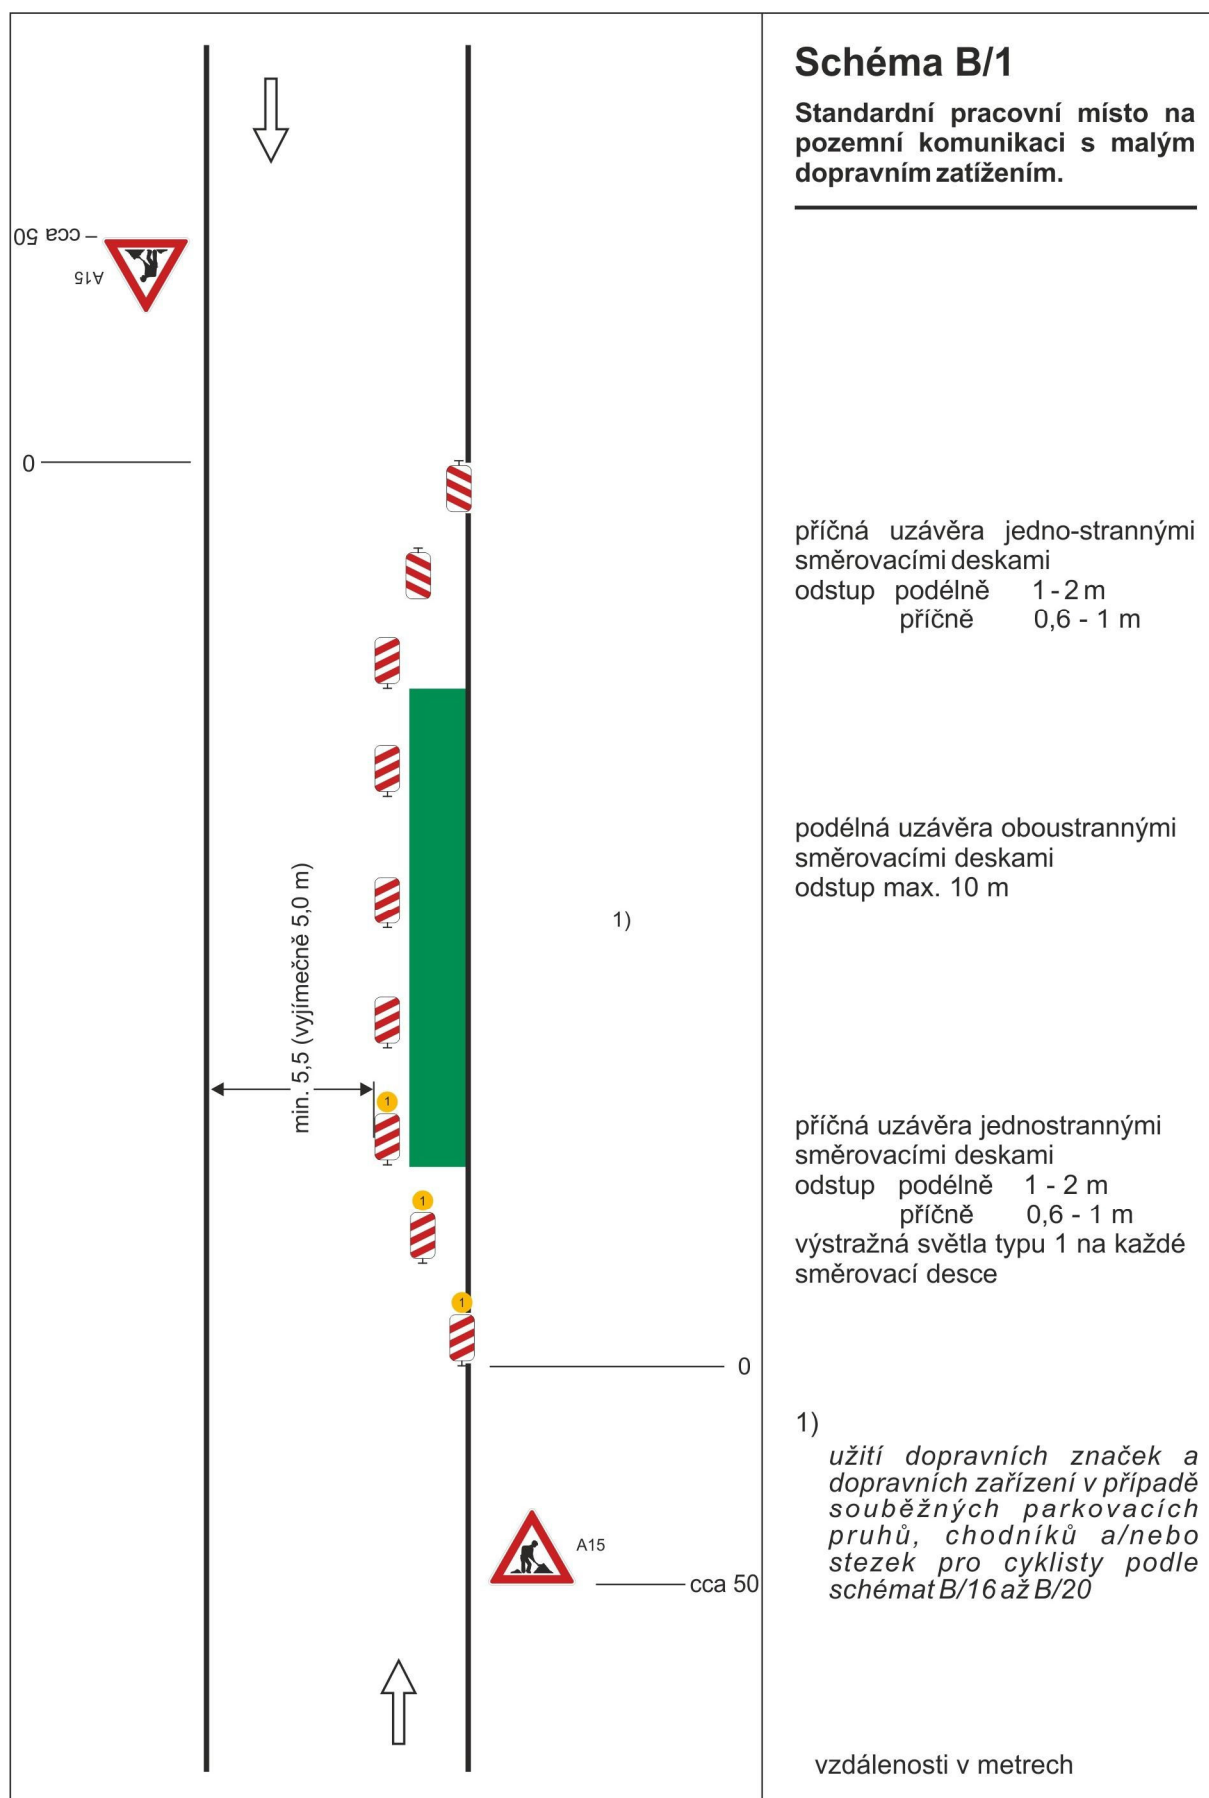 Schéma B/1
Standardní pracovní místo na
pozemní komunikaci s malým
dopravním zatížením.
cca 50
A15
0
příčná uzávěra jedno-strannými
směrovacími deskami
odstup podélně 1 - 2 m
příčně 0,6 - 1 m
podélná uzávěra oboustrannými
směrovacími deskami
odstup max. 10 m
1)
min. 5,5 (vyjímečně 5,0 m)
1
1
1
příčná uzávěra jednostrannými
směrovacími deskami
odstup podélně 1 - 2 m
příčně 0,6 - 1 m
výstražná světla typu 1 na každé
směrovací desce
0
A15
cca 50
1)
užití dopravních značek a
dopravních zařízení v případě
souběžných parkovacích
pruhů, chodníků a/nebo
stezek pro cyklisty podle
schémat B/16 až B/20
vzdálenosti v metrech